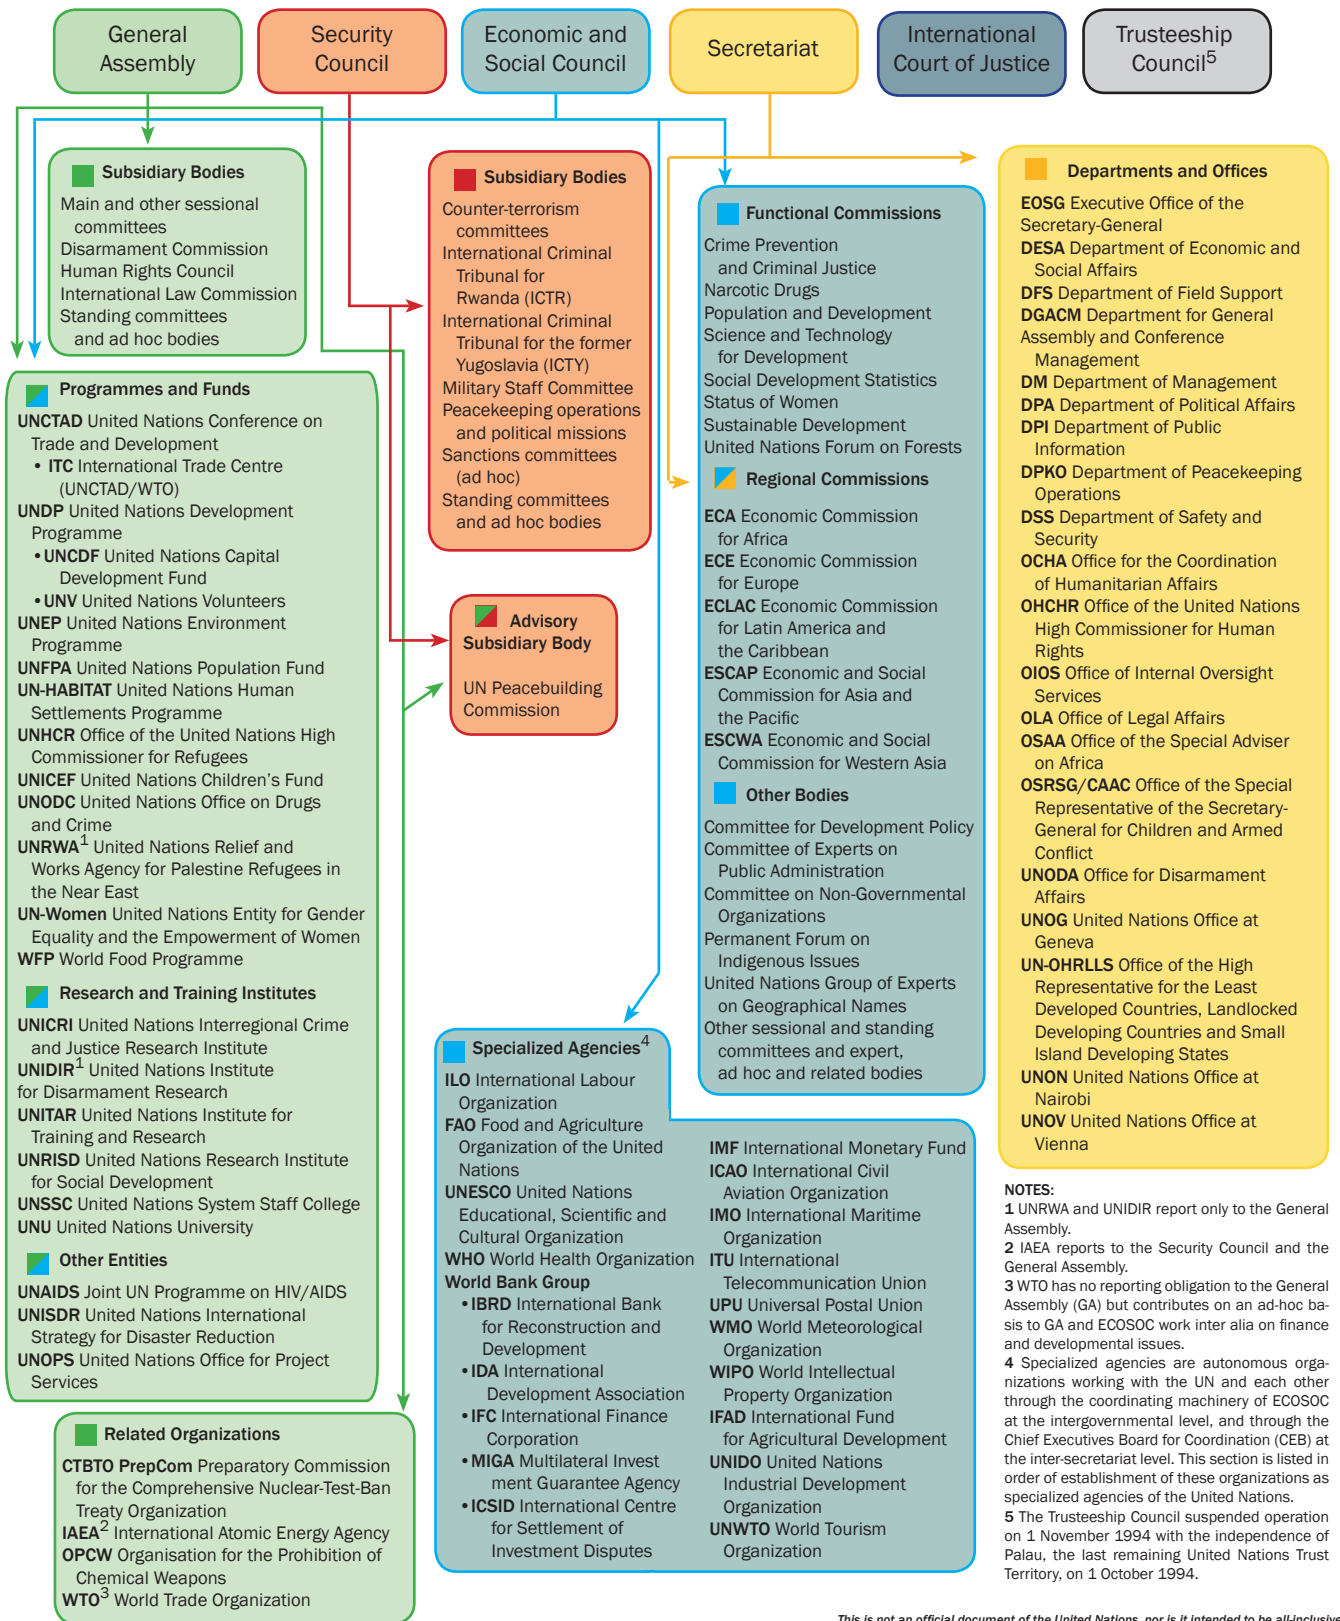 General
Assembly
Security
Council
Economic and
Social Council
Secretariat
International
Court of Justice
Trusteeship
Council5
Subsidiary Bodies
Main and other sessional
committees
Disarmament Commission
Human Rights Council
International Law Commission
Standing committees
and ad hoc bodies
Programmes and Funds
UNCTAD United Nations Conference on
Trade and Development
• ITC International Trade Centre
(UNCTAD/WTO)
UNDP United Nations Development
Programme
• UNCDF United Nations Capital
Development Fund
• UNV United Nations Volunteers
UNEP United Nations Environment
Programme
UNFPA United Nations Population Fund
UN-HABITAT United Nations Human
Settlements Programme
UNHCR Office of the United Nations High
Commissioner for Refugees
UNICEF United Nations Children's Fund
UNODC United Nations Office on Drugs
and Crime
UNRWA1 United Nations Relief and
Works Agency for Palestine Refugees in
the Near East
UN-Women United Nations Entity for Gender
Equality and the Empowerment of Women
WFP World Food Programme
Research and Training Institutes
UNICRI United Nations Interregional Crime
and Justice Research Institute
UNIDIR1 United Nations Institute
for Disarmament Research
UNITAR United Nations Institute for
Training and Research
UNRISD United Nations Research Institute
for Social Development
UNSSC United Nations System Staff College
UNU United Nations University
Other Entities
UNAIDS Joint UN Programme on HIV/AIDS
UNISDR United Nations International
Strategy for Disaster Reduction
UNOPS United Nations Office for Project
Services
Related Organizations
CTBTO PrepCom Preparatory Commission
for the Comprehensive Nuclear-Test-Ban
Treaty Organization
IAEA2 International Atomic Energy Agency
OPCW Organisation for the Prohibition of
Chemical Weapons
WTO3 World Trade Organization
Subsidiary Bodies
Counter-terrorism
committees
International Criminal
Tribunal for
Rwanda (ICTR)
International Criminal
Tribunal for the former
Yugoslavia (ICTY)
Military Staff Committee
Peacekeeping operations
and political missions
Sanctions committees
(ad hoc)
Standing committees
and ad hoc bodies
Advisory
Subsidiary Body
UN Peacebuilding
Commission
Functional Commissions
Crime Prevention
and Criminal Justice
Narcotic Drugs
Population and Development
Science and Technology
for Development
Social Development Statistics
Status of Women
Sustainable Development
United Nations Forum on Forests
Regional Commissions
ECA Economic Commission
for Africa
ECE Economic Commission
for Europe
ECLAC Economic Commission
for Latin America and
the Caribbean
ESCAP Economic and Social
Commission for Asia and
the Pacific
ESCWA Economic and Social
Commission for Western Asia
Other Bodies
Committee for Development Policy
Committee of Experts on
Public Administration
Committee on Non-Governmental
Organizations
Permanent Forum on
Indigenous Issues
United Nations Group of Experts
on Geographical Names
Other sessional and standing
committees and expert,
ad hoc and related bodies
Specialized Agencies4
ILO International Labour
Organization
FAO Food and Agriculture
Organization of the United
Nations
UNESCO United Nations
Educational, Scientific and
Cultural Organization
WHO World Health Organization
World Bank Group
• IBRD International Bank
for Reconstruction and
Development
• IDA International
Development Association
• IFC International Finance
Corporation
• MIGA Multilateral Invest
ment Guarantee Agency
• ICSID International Centre
for Settlement of
Investment Disputes
IMF International Monetary Fund
ICAO International Civil
Aviation Organization
IMO International Maritime
Organization
ITU International
Telecommunication Union
UPU Universal Postal Union
WMO World Meteorological
Organization
WIPO World Intellectual
Property Organization
IFAD International Fund
for Agricultural Development
UNIDO United Nations
Industrial Development
Organization
UNWTO World Tourism
Organization
Departments and Offices
EOSG Executive Office of the
Secretary-General
DESA Department of Economic and
Social Affairs
DFS Department of Field Support
DGACM Department for General
Assembly and Conference
Management
DM Department of Management
DPA Department of Political Affairs
DPI Department of Public
Information
DPKO Department of Peacekeeping
Operations
DSS Department of Safety and
Security
OCHA Office for the Coordination
of Humanitarian Affairs
OHCHR Office of the United Nations
High Commissioner for Human
Rights
OIOS Office of Internal Oversight
Services
OLA Office of Legal Affairs
OSAA Office of the Special Adviser
on Africa
OSRSG/CAAC Office of the Special
Representative of the Secretary-
General for Children and Armed
Conflict
UNODA Office for Disarmament
Affairs
UNOG United Nations Office at
Geneva
UN-OHRLLS Office of the High
Representative for the Least
Developed Countries, Landlocked
Developing Countries and Small
Island Developing States
UNON United Nations Office at
Nairobi
UNOV United Nations Office at
Vienna
NOTES:
1 UNRWA and UNIDIR report only to the General
Assembly.
2 IAEA reports to the Security Council and the
General Assembly.
3 WTO has no reporting obligation to the General
Assembly (GA) but contributes on an ad-hoc ba-
sis to GA and ECOSOC work inter alia on finance
and developmental issues.
4 Specialized agencies are autonomous orga-
nizations working with the UN and each other
through the coordinating machinery of ECOSOC
at the intergovernmental level, and through the
Chief Executives Board for Coordination (CEB) at
the inter-secretariat level. This section is listed in
order of establishment of these organizations as
specialized agencies of the United Nations.
5 The Trusteeship Council suspended operation
on 1 November 1994 with the independence of
Palau, the last remaining United Nations Trust
Territory, on 1 October 1994.
This is not an official document of the United Nations, nor is it intended to be all-inclusive